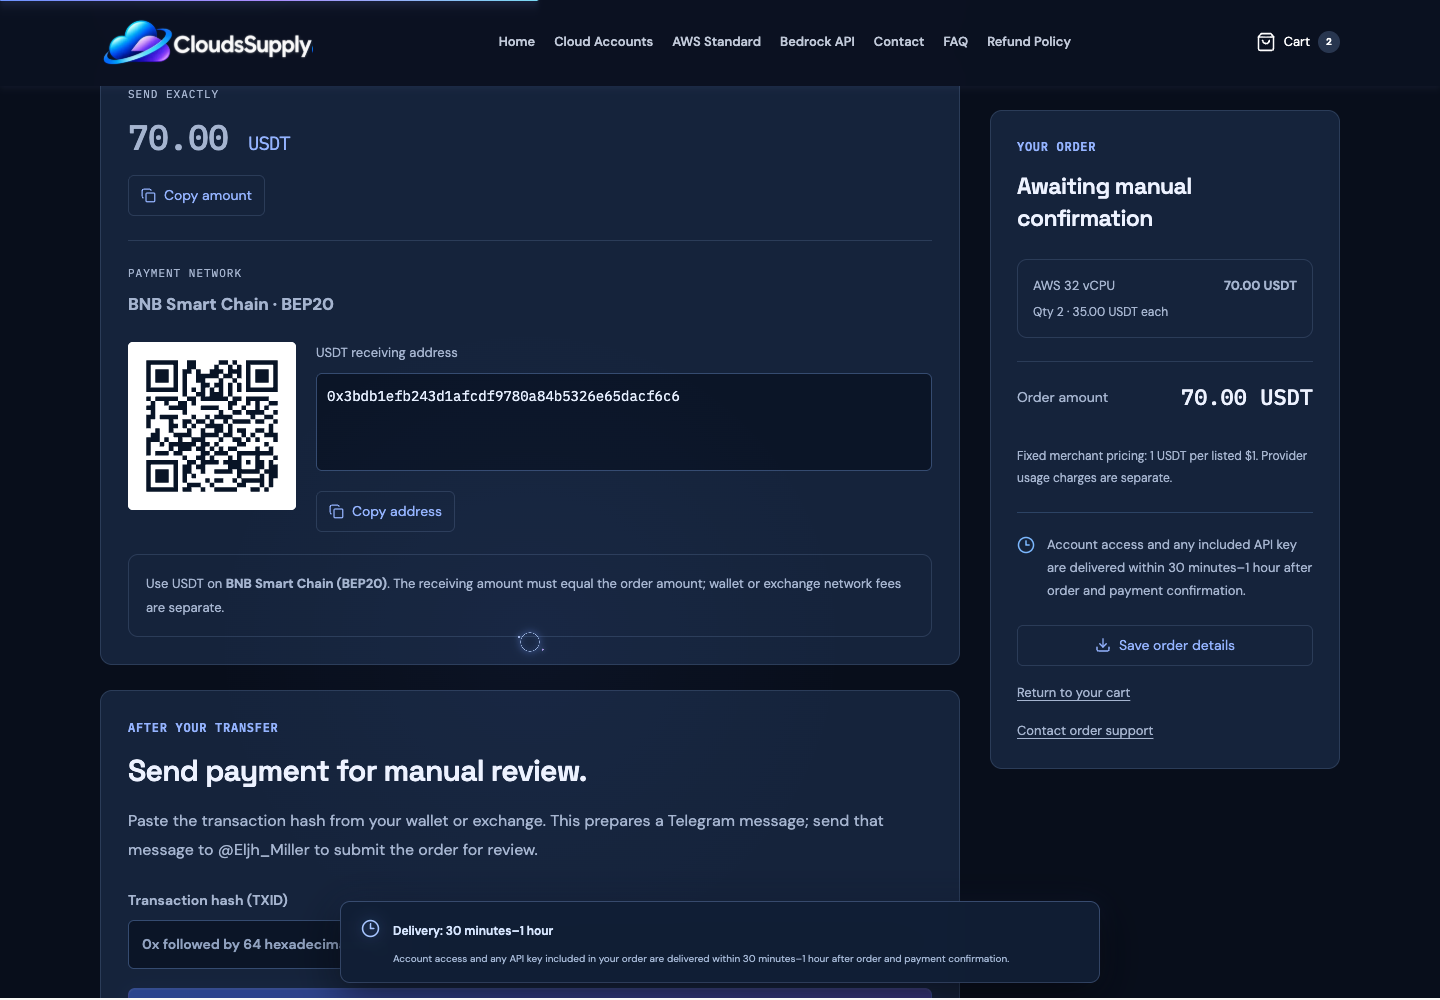 CloudsSupply
Home Cloud Accounts AWS Standard Bedrock API Contact FAQ Refund Policy
Cart 2
SEND EXACTLY
70.00 USDT
Copy amount
PAYMENT NETWORK
BNB Smart Chain · BEP20
USDT receiving address
0x3bdb1efb243d1afcdf9780a84b5326e65dacf6c6
Copy address
Use USDT on BNB Smart Chain (BEP20). The receiving amount must equal the order amount; wallet or exchange network fees
are separate.
AFTER YOUR TRANSFER
Send payment for manual review.
Paste the transaction hash from your wallet or exchange. This prepares a Telegram message; send that
message to @Eljh_Miller to submit the order for review.
Transaction hash (TXID)
0x followed by 64 hexadecim
YOUR ORDER
Awaiting manual
confirmation
AWS 32 vCPU 70.00 USDT
Qty 2 · 35.00 USDT each
Order amount 70.00 USDT
Fixed merchant pricing: 1 USDT per listed $1. Provider
usage charges are separate.
Account access and any included API key
are delivered within 30 minutes–1 hour after
order and payment confirmation.
Save order details
Return to your cart
Contact order support
Delivery: 30 minutes–1 hour
Account access and any API key included in your order are delivered within 30 minutes–1 hour after order and payment confirmation.